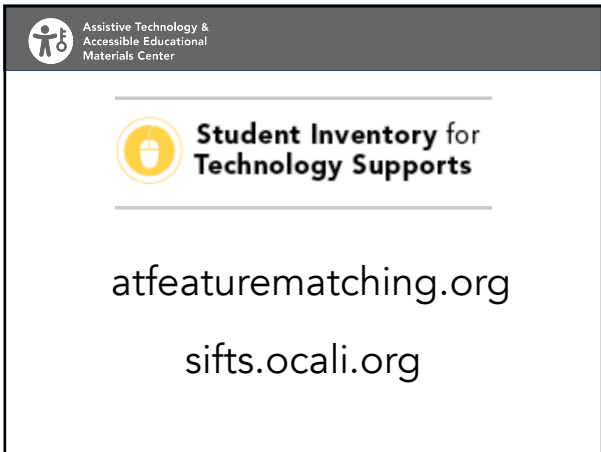 Assistive Technology &
Accessible Educational
Materials Center
Student Inventory for
Technology Supports
atfeaturematching.org
sifts.ocali.org